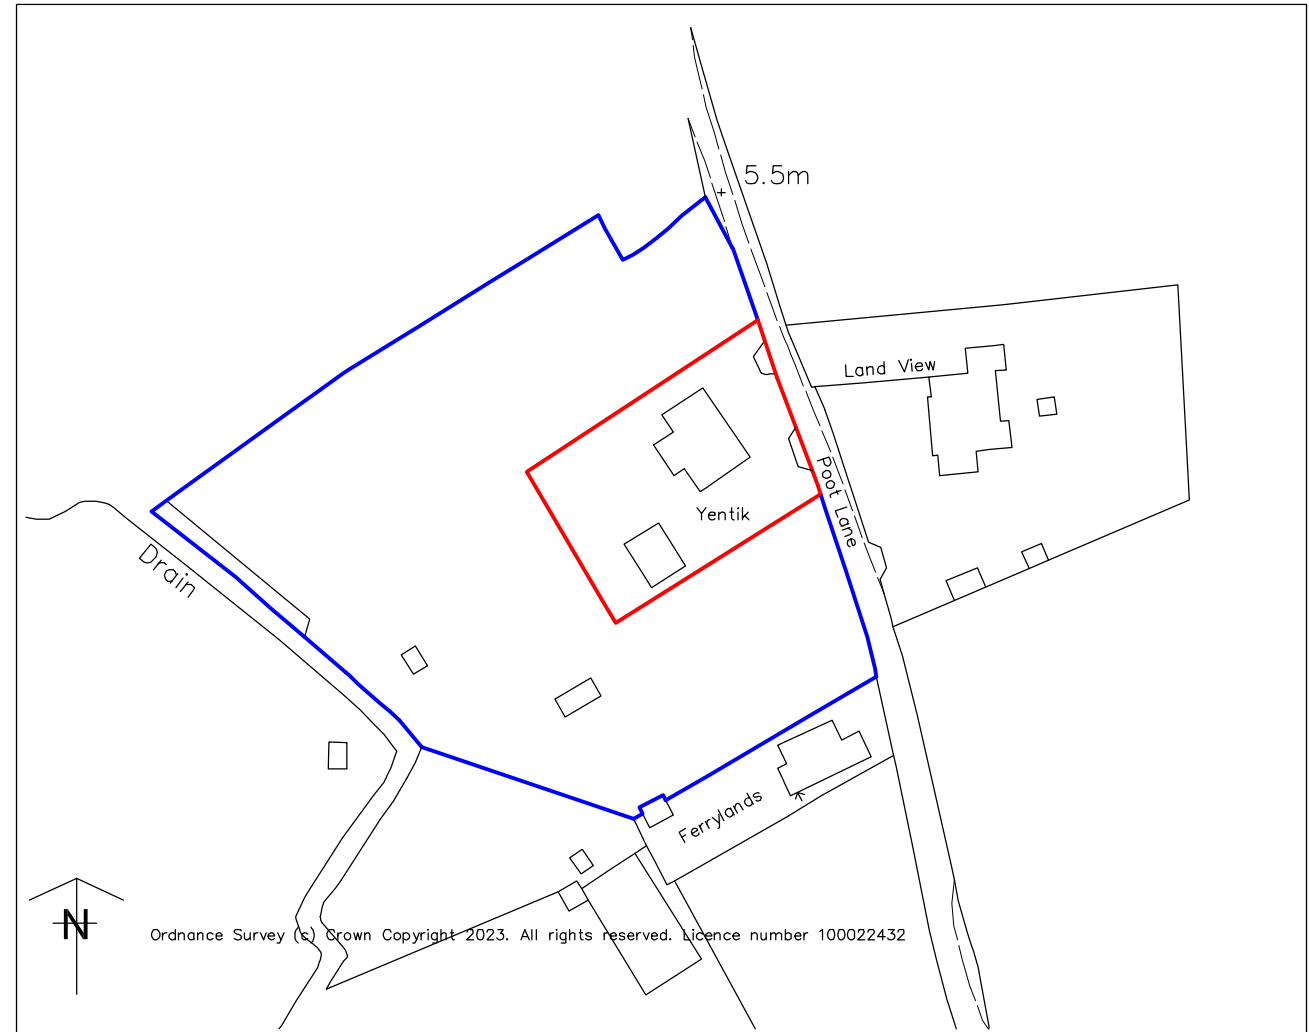 5.5m
Land View
Poot Lane
Yentik
Drain
Ferrylands
N
Ordnance Survey (c) Crown Copyright 2023. All rights reserved. Licence number 100022432